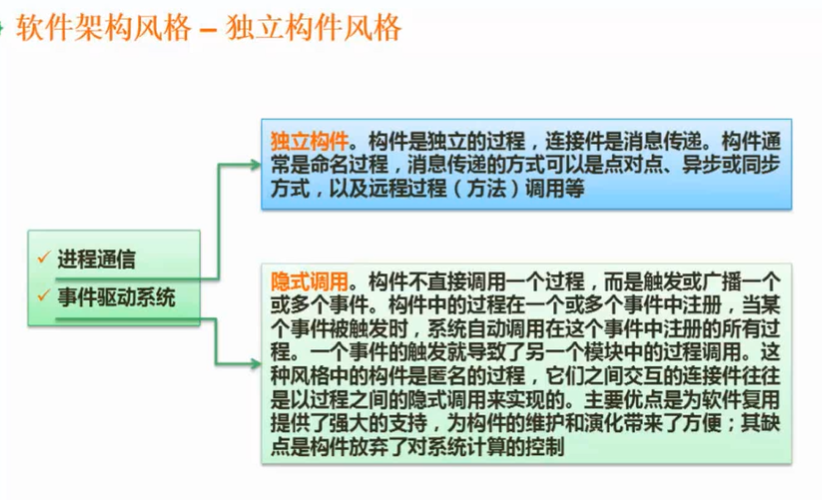 软件架构风格 – 独立构件风格
独立构件。构件是独立的过程，连接件是消息传递。构件通
常是命名过程，消息传递的方式可以是点对点、异步或同步
方式，以及远程过程（方法）调用等
✓ 进程通信
✓ 事件驱动系统
隐式调用。构件不直接调用一个过程，而是触发或广播一个
或多个事件。构件中的过程在一个或多个事件中注册，当某
个事件被触发时，系统自动调用在这个事件中注册的所有过
程。一个事件的触发就导致了另一个模块中的过程调用。这
种风格中的构件是匿名的过程，它们之间交互的连接件往往
是以过程之间的隐式调用来实现的。主要优点是为软件复用
提供了强大的支持，为构件的维护和演化带来了方便；其缺
点是构件放弃了对系统计算的控制